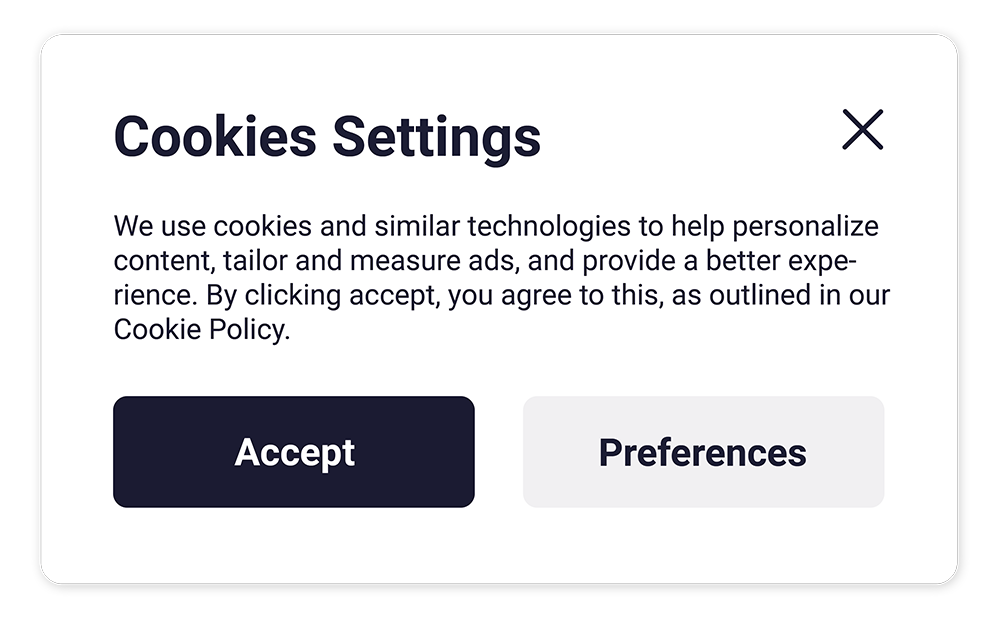 Cookies Settings
We use cookies and similar technologies to help personalize
content, tailor and measure ads, and provide a better expe-
rience. By clicking accept, you agree to this, as outlined in our
Cookie Policy.
Accept
Preferences